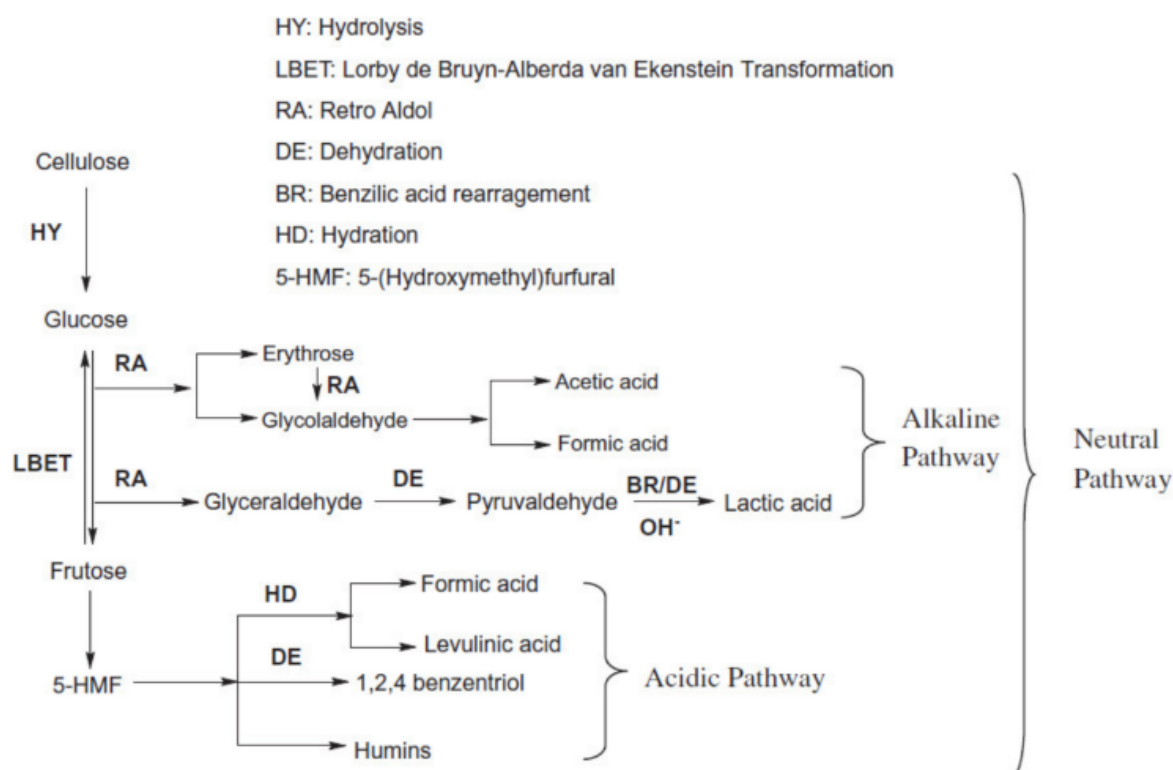 HY: Hydrolysis
LBET: Lorby de Bruyn-Alberda van Ekenstein Transformation
RA: Retro Aldol
DE: Dehydration
BR: Benzilic acid rearragement
HD: Hydration
5-HMF: 5-(Hydroxymethyl)furfural
Cellulose
HY
Glucose
RA
Erythrose
RA
Glycolaldehyde
Acetic acid
Formic acid
LBET
RA
Glyceraldehyde
DE
Pyruvaldehyde
BR/DE
OH-
Lactic acid
Alkaline
Pathway
Neutral
Pathway
Frutose
HD
Formic acid
Levulinic acid
DE
5-HMF
1,2,4 benzentriol
Humins
Acidic Pathway